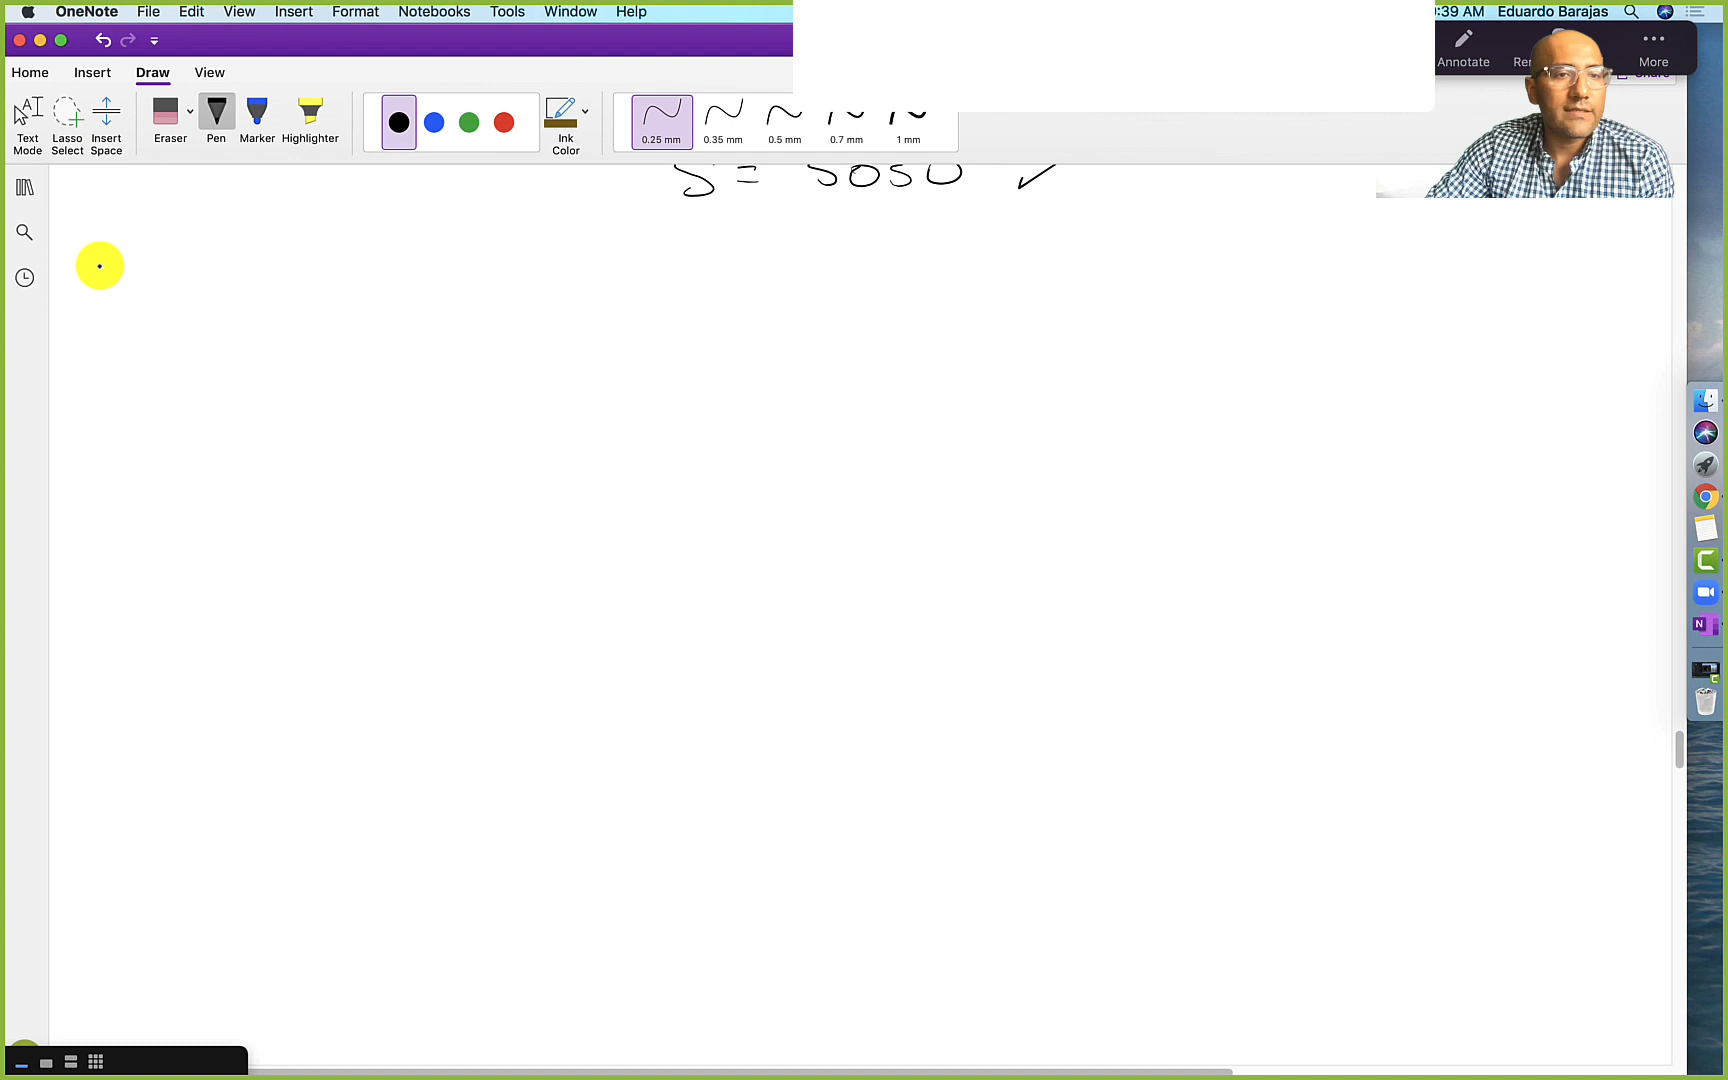 OneNote File Edit View Insert Format Notebooks Tools Window Help
:39 AM Eduardo Barajas
Annotate More
Home Insert Draw View
Share
Text Mode
Lasso Select
Insert Space
Eraser Pen Marker Highlighter
Ink Color
0.25 mm 0.35 mm 0.5 mm 0.7 mm 1 mm
S = 5050 ✓